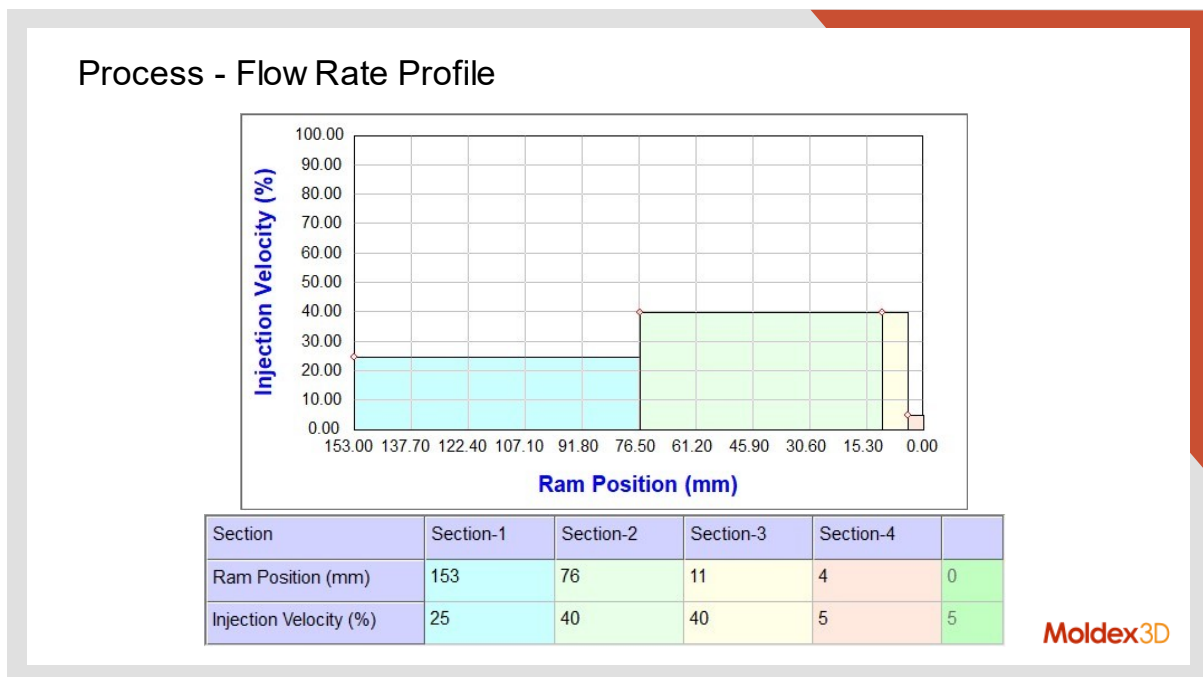 Process - Flow Rate Profile
Injection Velocity (%)
100.00
90.00
80.00
70.00
60.00
50.00
40.00
30.00
20.00
10.00
0.00
153.00 137.70 122.40 107.10 91.80 76.50 61.20 45.90 30.60 15.30 0.00
Ram Position (mm)
Section Section-1 Section-2 Section-3 Section-4
Ram Position (mm) 153 76 11 4 0
Injection Velocity (%) 25 40 40 5 5
Moldex3D